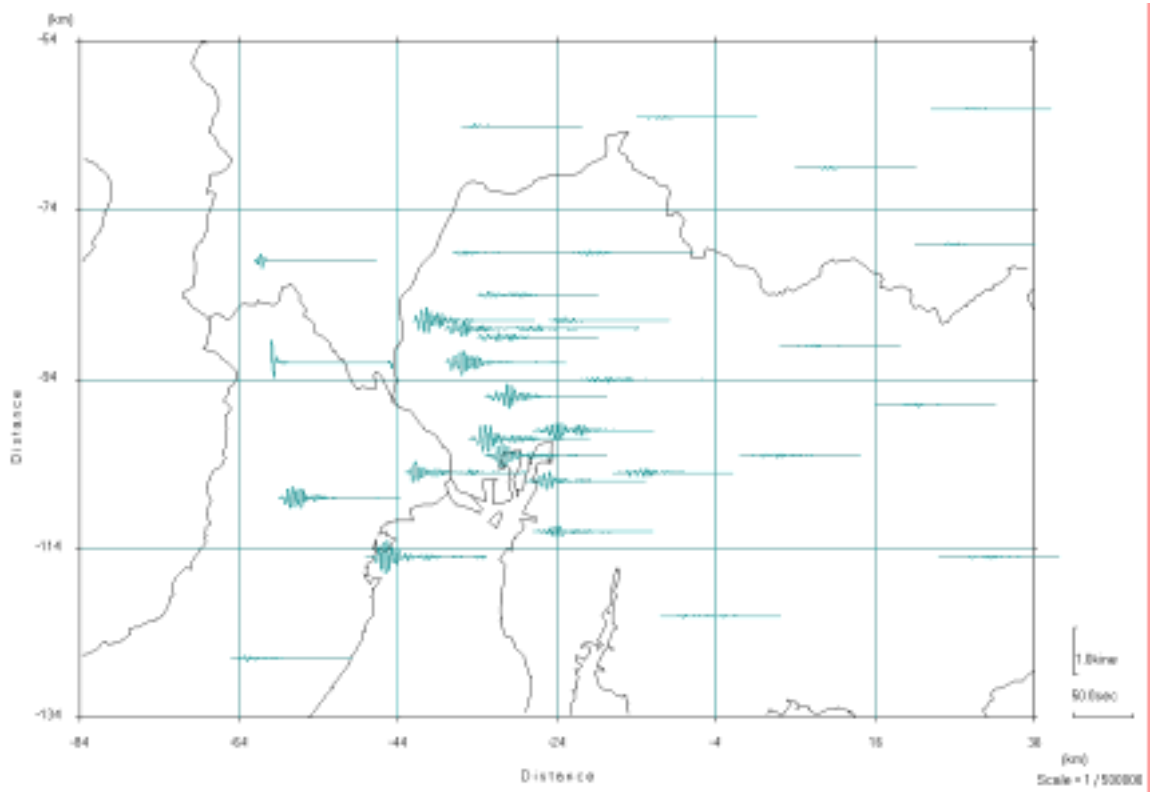 (km)
-54
-74
-94
-114
-134
Distance
-84
-64
-44
-24
-4
16
36
(km)
Distance
1.0kine
50.0sec
Scale = 1 / 500000